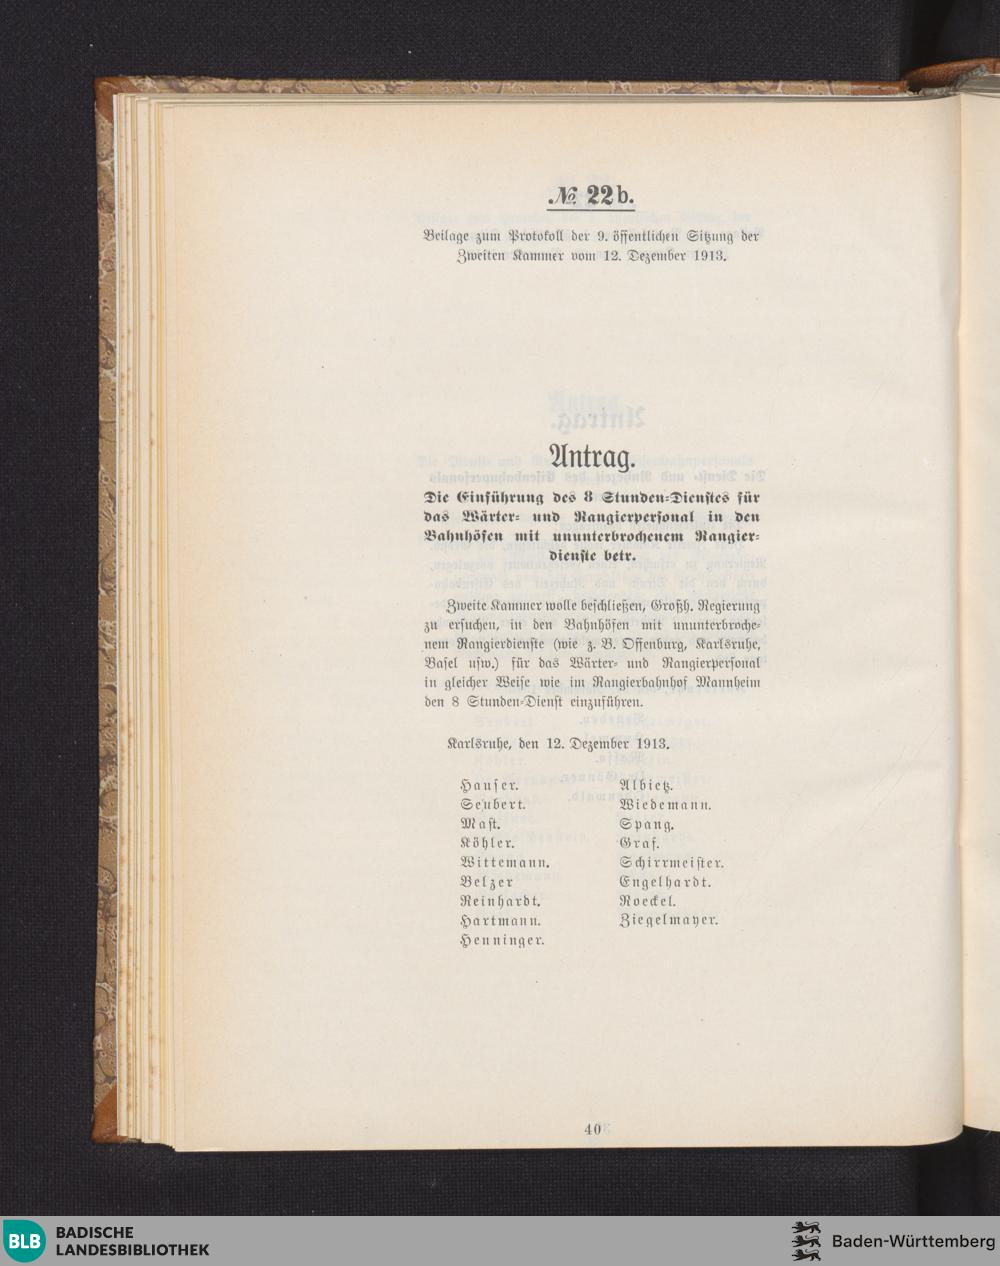 № 22b.
Beilage zum Protokoll der 9. öffentlichen Sitzung der
Zweiten Kammer vom 12. Dezember 1913.
Antrag.
Die Einführung des 8 Stunden-Dienstes für
das Wärter- und Rangierpersonal in den
Bahnhöfen mit ununterbrochenem Rangier-
dienste betr.
Zweite Kammer wolle beschließen, Großh. Regierung
zu ersuchen, in den Bahnhöfen mit ununterbroche-
nem Rangierdienste (wie z. B. Offenburg, Karlsruhe,
Basel usw.) für das Wärter- und Rangierpersonal
in gleicher Weise wie im Rangierbahnhof Mannheim
den 8 Stunden-Dienst einzuführen.
Karlsruhe, den 12. Dezember 1913.
Hauser.
Seubert.
Mast.
Köhler.
Wittemann.
Belzer
Reinhardt.
Hartmann.
Henninger.
Albietz.
Wiedemann.
Spang.
Graf.
Schirrmeister.
Engelhardt.
Roeckel.
Ziegelmayer.
40
BLB
BADISCHE
LANDESBIBLIOTHEK
Baden-Württemberg